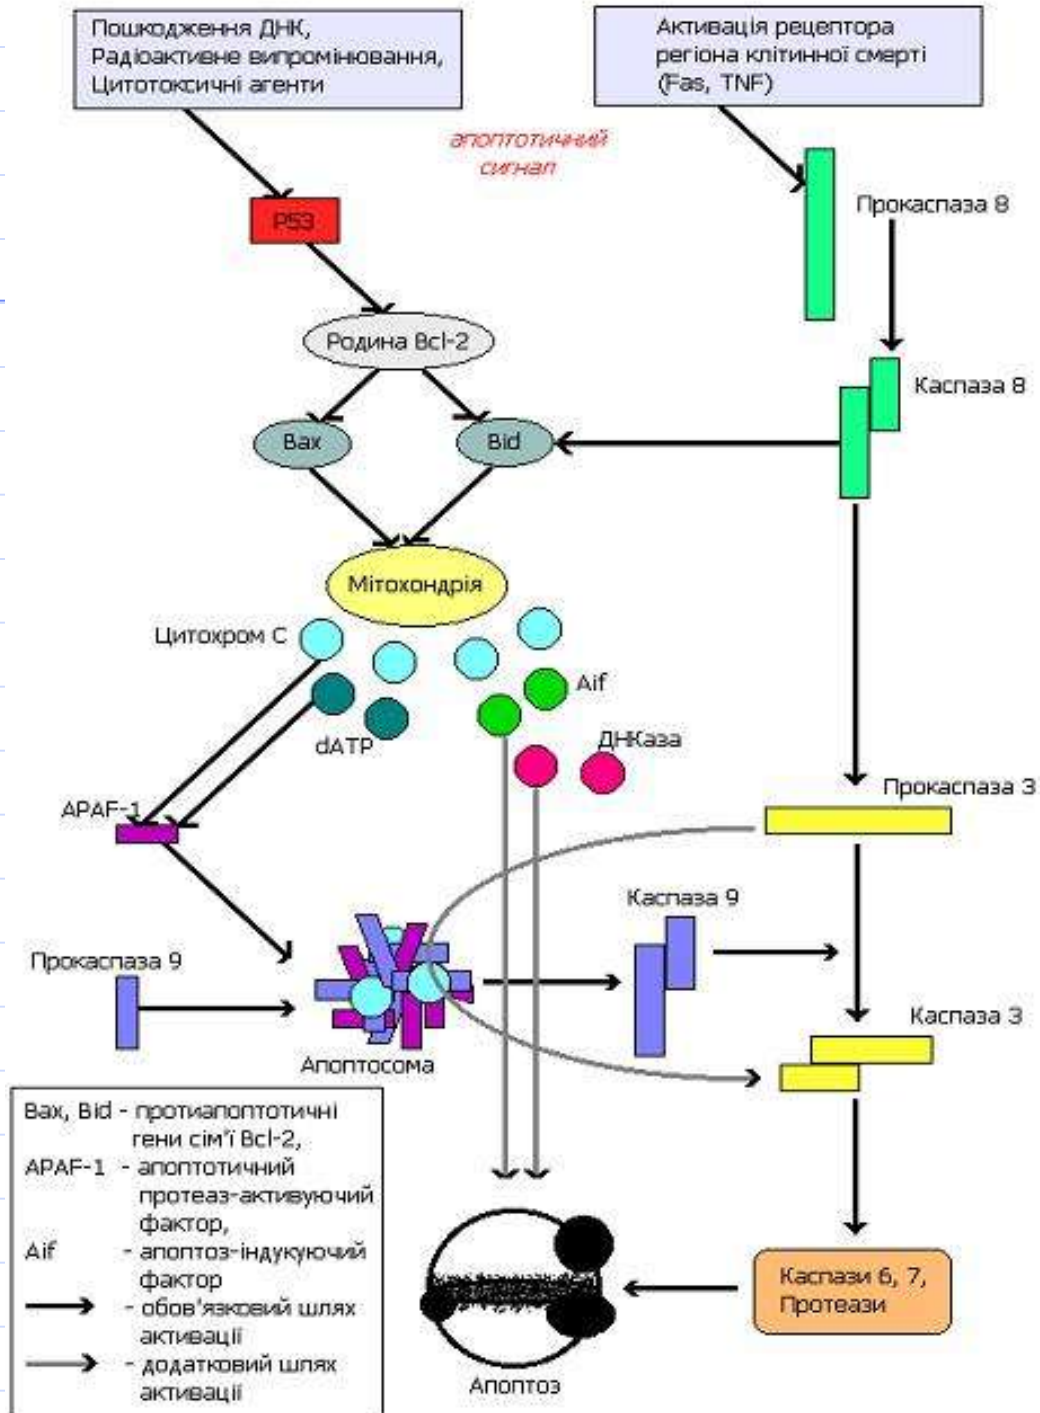 Пошкодження ДНК,
Радіоактивне випромінювання,
Цитотоксичні агенти
Активація рецептора
регіона клітинної смерті
(Fas, TNF)
апоптотичний
сигнал
P53
Прокаспаза 8
Родина Bcl-2
Каспаза 8
Bax
Bid
Мітохондрія
Цитохром С
Aif
dATP
ДНКаза
APAF-1
Прокаспаза 3
Каспаза 9
Прокаспаза 9
Апоптосома
Каспаза 3
Bax, Bid - протиапоптотичні
гени сім'ї Bcl-2,
APAF-1 - апоптотичний
протеаз-активуючий
фактор,
Aif - апоптоз-індукуючий
фактор
- обов'язковий шлях
активації
- додатковий шлях
активації
Каспази 6, 7,
Протеази
Апоптоз